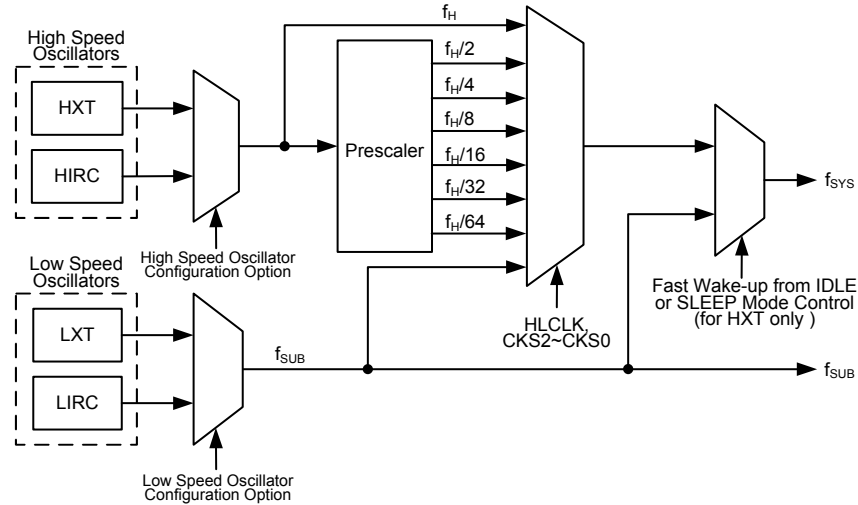 High Speed
Oscillators
HXT
HIRC
High Speed Oscillator
Configuration Option
Low Speed
Oscillators
LXT
LIRC
Low Speed Oscillator
Configuration Option
fH
Prescaler
fH/2
fH/4
fH/8
fH/16
fH/32
fH/64
fSUB
HLCLK,
CKS2~CKS0
fSYS
Fast Wake-up from IDLE
or SLEEP Mode Control
(for HXT only )
fSUB